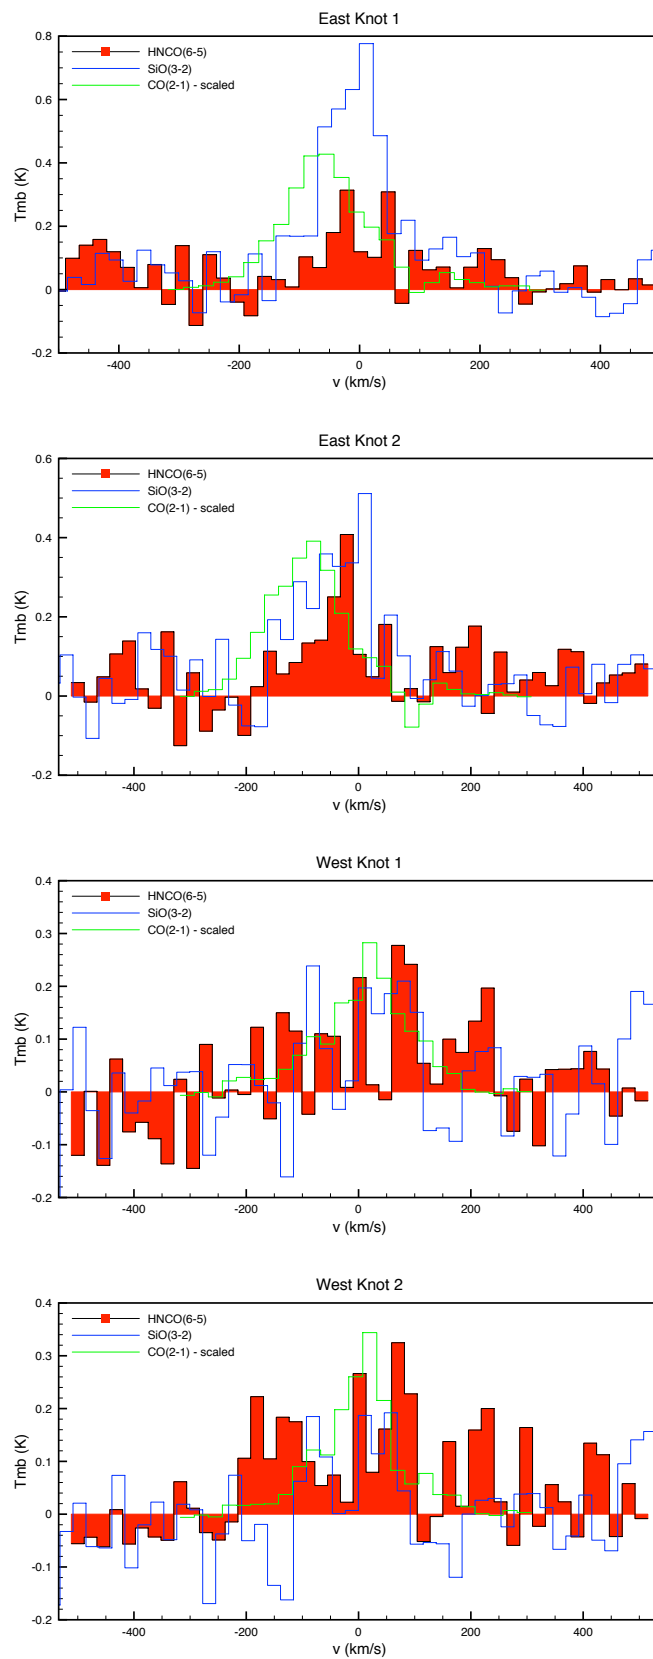 East Knot 1
HNCO(6-5)
SiO(3-2)
CO(2-1) - scaled
Tmb (K)
0.8
0.6
0.4
0.2
0
-0.2
-400
-200
0
200
400
v (km/s)
East Knot 2
HNCO(6-5)
SiO(3-2)
CO(2-1) - scaled
Tmb (K)
0.6
0.4
0.2
0
-0.2
-400
-200
0
200
400
v (km/s)
West Knot 1
HNCO(6-5)
SiO(3-2)
CO(2-1) - scaled
Tmb (K)
0.4
0.3
0.2
0.1
0
-0.1
-0.2
-400
-200
0
200
400
v (km/s)
West Knot 2
HNCO(6-5)
SiO(3-2)
CO(2-1) - scaled
Tmb (K)
0.4
0.3
0.2
0.1
0
-0.1
-0.2
-400
-200
0
200
400
v (km/s)